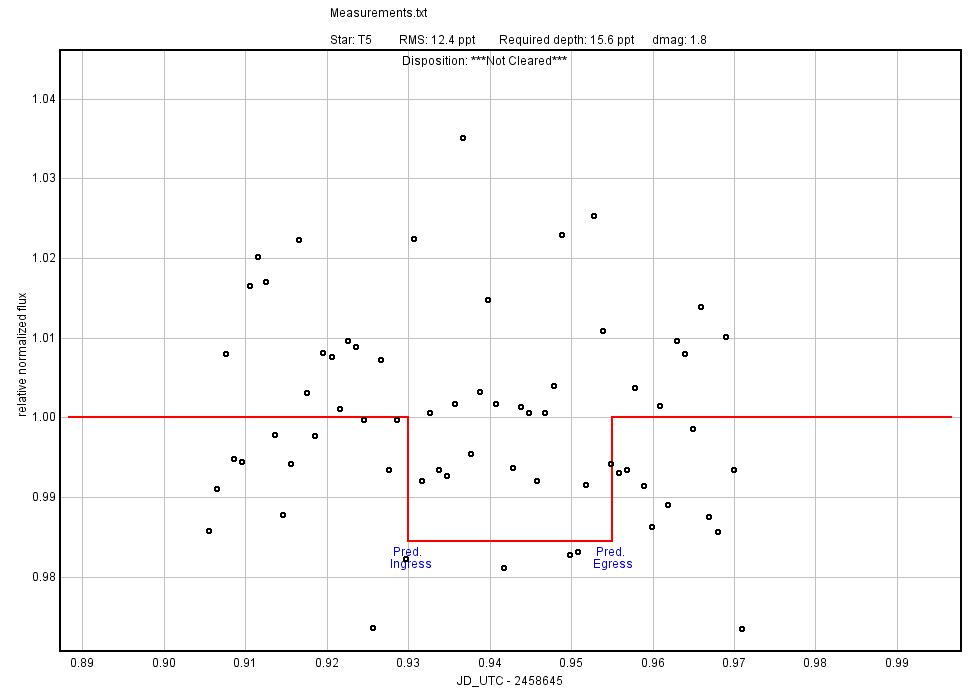 Measurements.txt
Star: T5 RMS: 12.4 ppt Required depth: 15.6 ppt dmag: 1.8
Disposition: ***Not Cleared***
1.04
1.03
1.02
1.01
1.00
0.99
0.98
relative normalized flux
Pred.
Ingress
Pred.
Egress
0.89 0.90 0.91 0.92 0.93 0.94 0.95 0.96 0.97 0.98 0.99
JD_UTC - 2458645